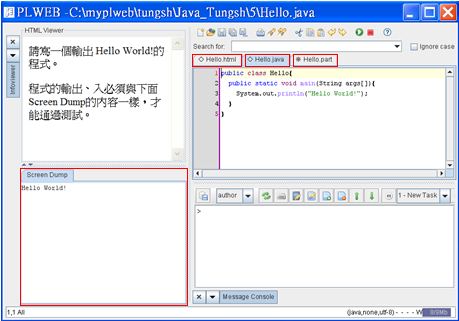 PLWEB -C:\myplweb\tungsh\Java_Tungsh\5\Hello.java
HTML Viewer
Infoviewer
請寫一個輸出 Hello World!的
程式。
程式的輸出、入必須與下面
Screen Dump的內容一樣，才
能通過測試。
Screen Dump
Hello World!
Search for:
Ignore case
Hello.html
Hello.java
Hello.part
1 public class Hello{
2 public static void main(String args[]){
3 System.out.println("Hello World!");
4 }
5 }
author
1 - New Task
>
Message Console
1,1 All
(java,none,utf-8) - - - - W
8/9Mb